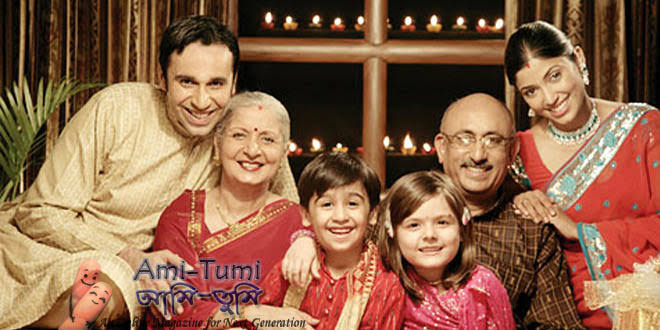 Ami-Tumi
আমি-তুমি
Magazine for Next Generation